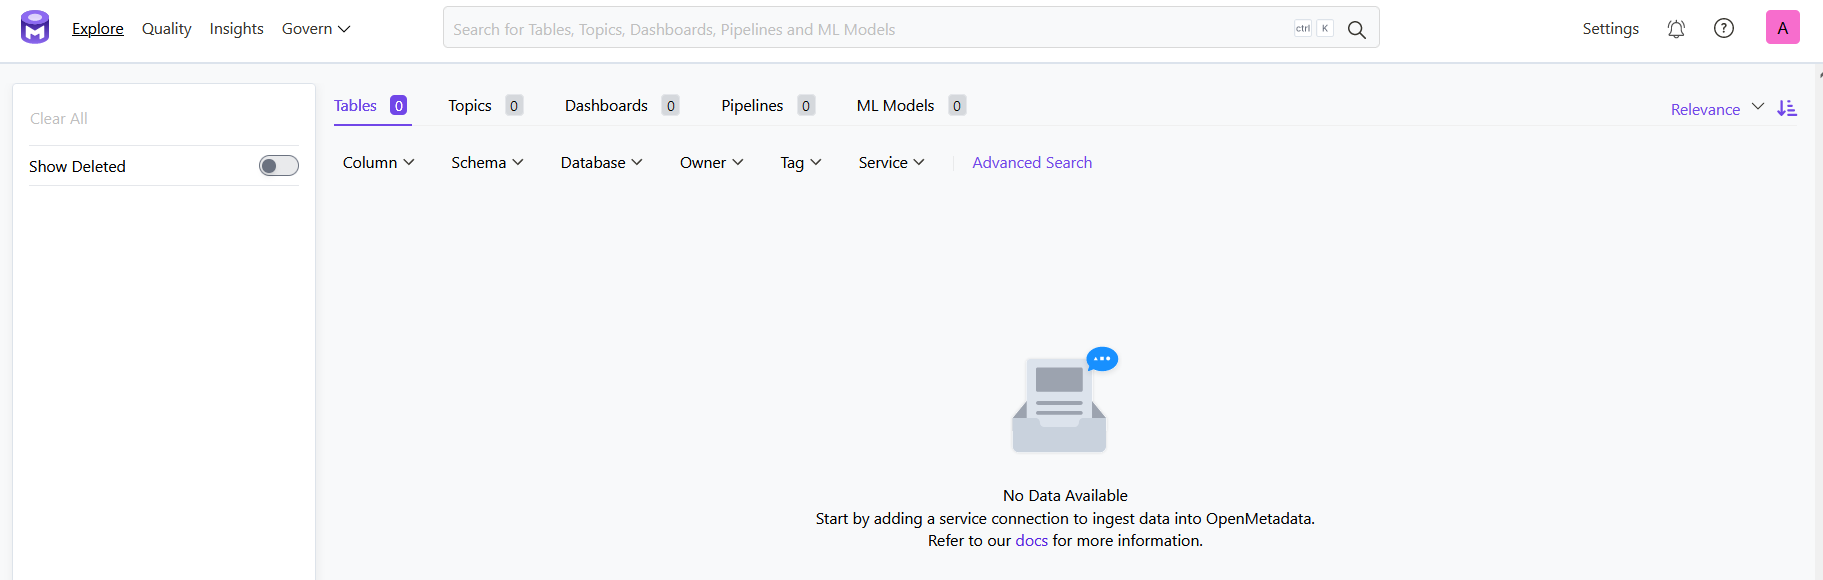 Explore Quality Insights Govern Search for Tables, Topics, Dashboards, Pipelines and ML Models ctrl K Settings ? A
Clear All
Show Deleted
Tables 0 Topics 0 Dashboards 0 Pipelines 0 ML Models 0 Relevance
Column Schema Database Owner Tag Service Advanced Search
No Data Available
Start by adding a service connection to ingest data into OpenMetadata.
Refer to our docs for more information.